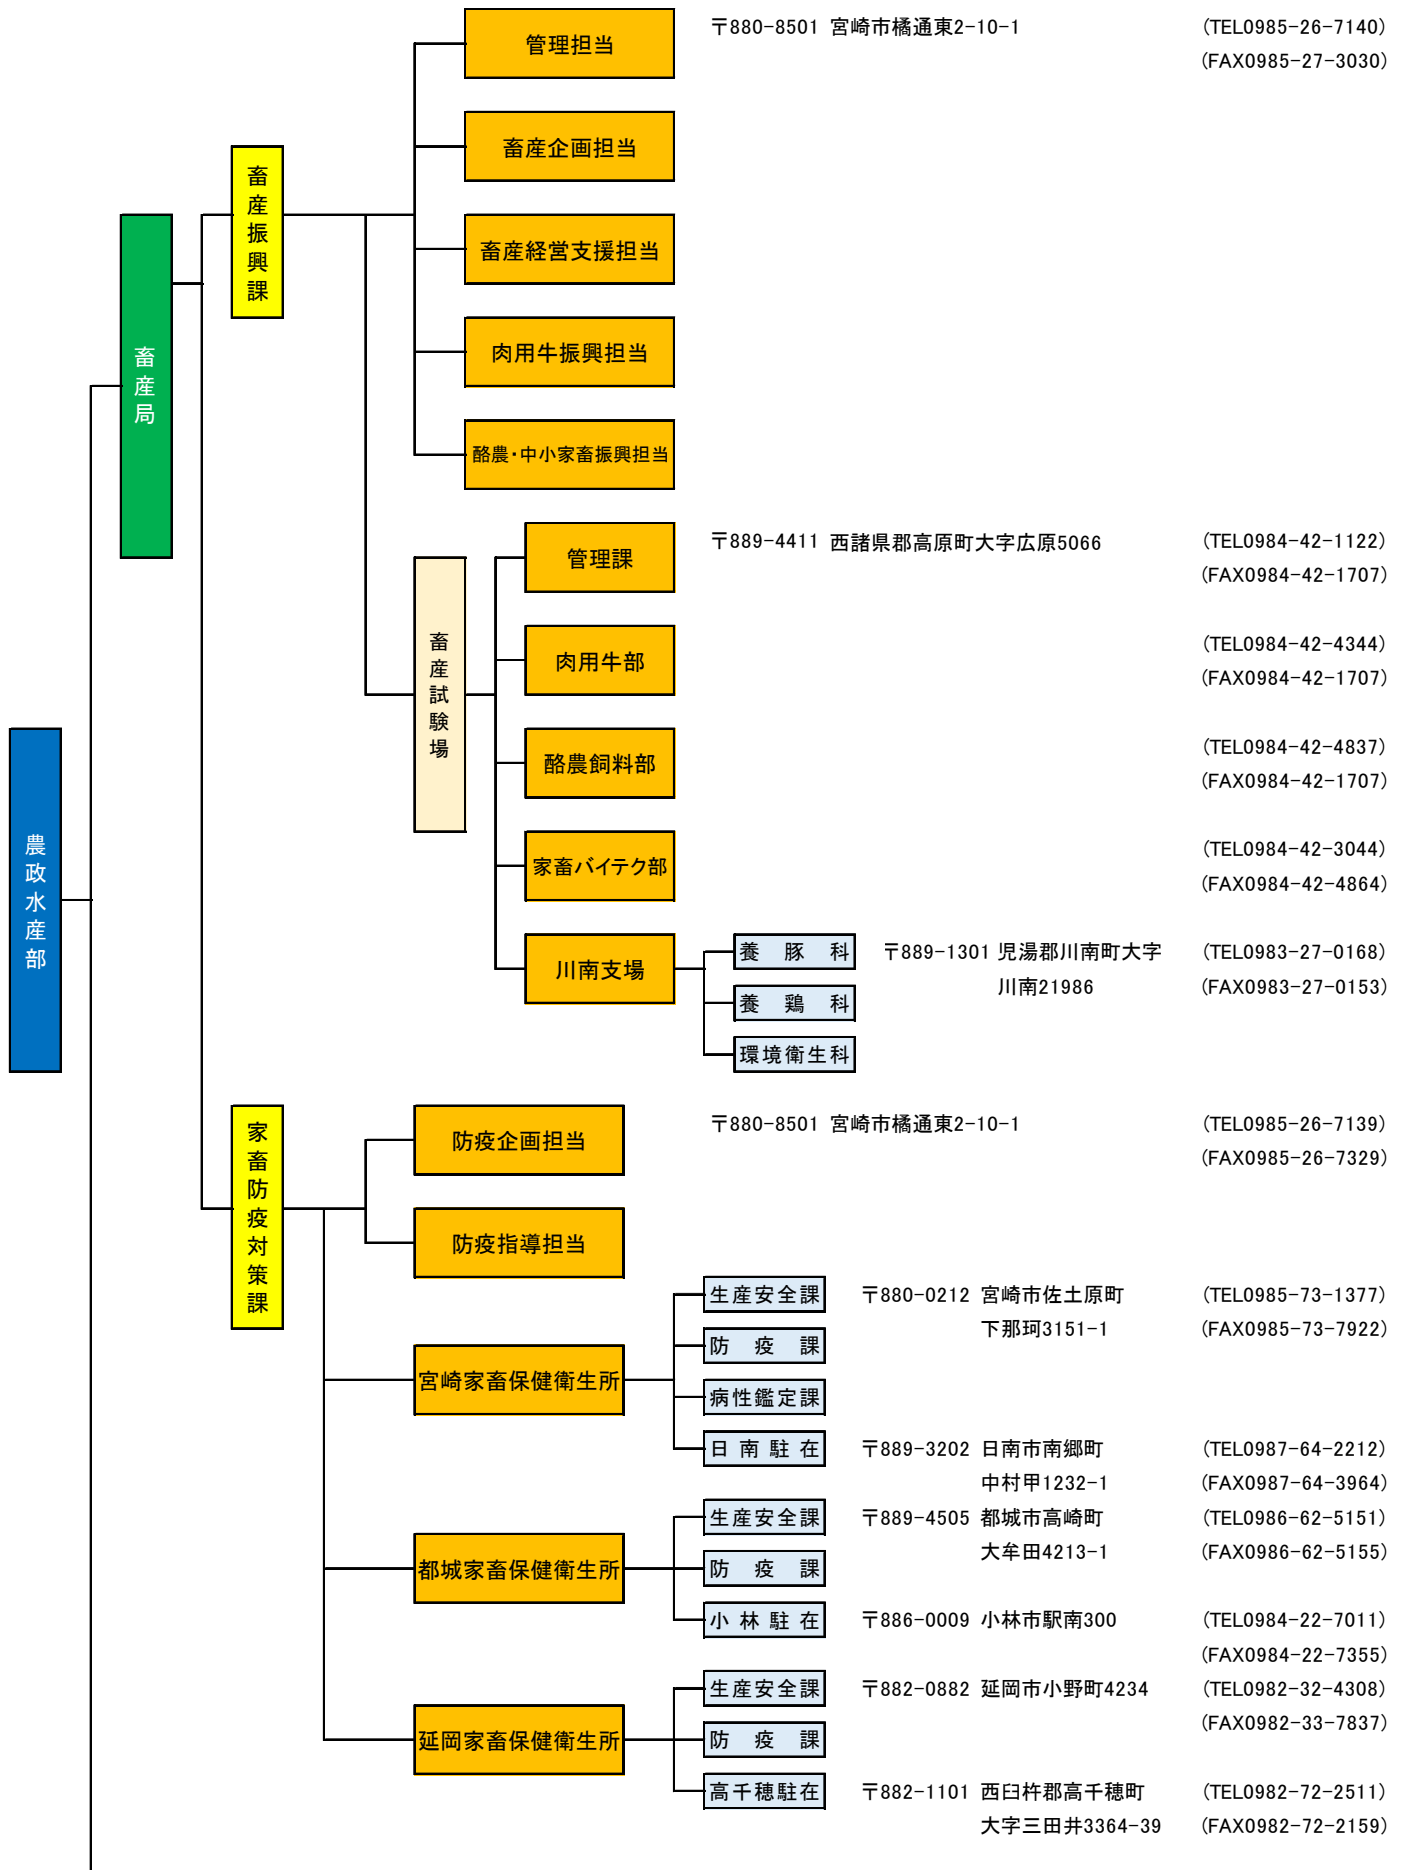 農政水産部
畜産局
畜産振興課
管理担当 〒880-8501 宮崎市橘通東2-10-1 (TEL0985-26-7140)
(FAX0985-27-3030)
畜産企画担当
畜産経営支援担当
肉用牛振興担当
酪農・中小家畜振興担当
畜産試験場
管理課 〒889-4411 西諸県郡高原町大字広原5066 (TEL0984-42-1122)
(FAX0984-42-1707)
肉用牛部 (TEL0984-42-4344)
(FAX0984-42-1707)
酪農飼料部 (TEL0984-42-4837)
(FAX0984-42-1707)
家畜バイテク部 (TEL0984-42-3044)
(FAX0984-42-4864)
川南支場
養豚科 〒889-1301 児湯郡川南町大字 (TEL0983-27-0168)
川南21986 (FAX0983-27-0153)
養鶏科
環境衛生科
家畜防疫対策課
防疫企画担当 〒880-8501 宮崎市橘通東2-10-1 (TEL0985-26-7139)
(FAX0985-26-7329)
防疫指導担当
宮崎家畜保健衛生所
生産安全課 〒880-0212 宮崎市佐土原町 (TEL0985-73-1377)
下那珂3151-1 (FAX0985-73-7922)
防疫課
病性鑑定課
日南駐在 〒889-3202 日南市南郷町 (TEL0987-64-2212)
中村甲1232-1 (FAX0987-64-3964)
都城家畜保健衛生所
生産安全課 〒889-4505 都城市高崎町 (TEL0986-62-5151)
大牟田4213-1 (FAX0986-62-5155)
防疫課
小林駐在 〒886-0009 小林市駅南300 (TEL0984-22-7011)
(FAX0984-22-7355)
延岡家畜保健衛生所
生産安全課 〒882-0882 延岡市小野町4234 (TEL0982-32-4308)
(FAX0982-33-7837)
防疫課
高千穂駐在 〒882-1101 西臼杵郡高千穂町 (TEL0982-72-2511)
大字三田井3364-39 (FAX0982-72-2159)